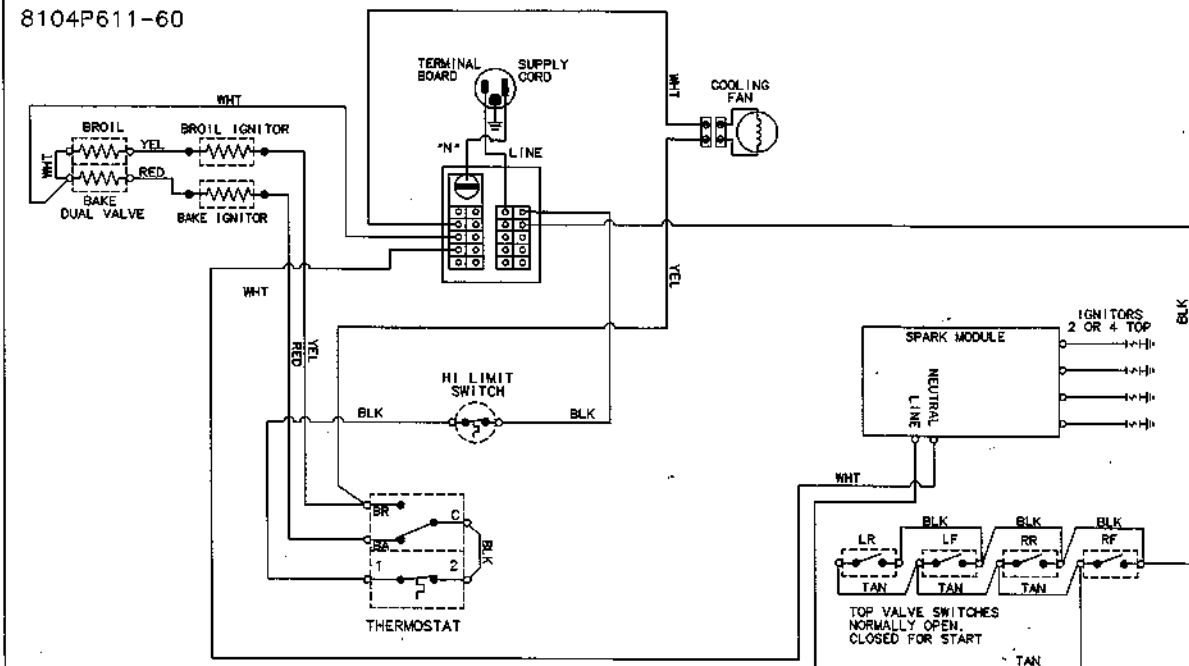 8104P611-60
TERMINAL BOARD
SUPPLY CORD
WHT
COOLING FAN
WHT
BROIL
BROIL IGNITOR
YEL
"N"
LINE
WHT
RED
BAKE
DUAL VALVE
BAKE IGNITOR
WHT
YEL
YEL
RED
BLK
IGNITORS
2 OR 4 TOP
SPARK MODULE
NEUTRAL
LINE
HI LIMIT
SWITCH
BLK
BLK
WHT
BR
C
BA
BLK
1
2
THERMOSTAT
BLK
BLK
BLK
LR
LF
RR
RF
TAN
TAN
TAN
TOP VALVE SWITCHES
NORMALLY OPEN.
CLOSED FOR START
TAN